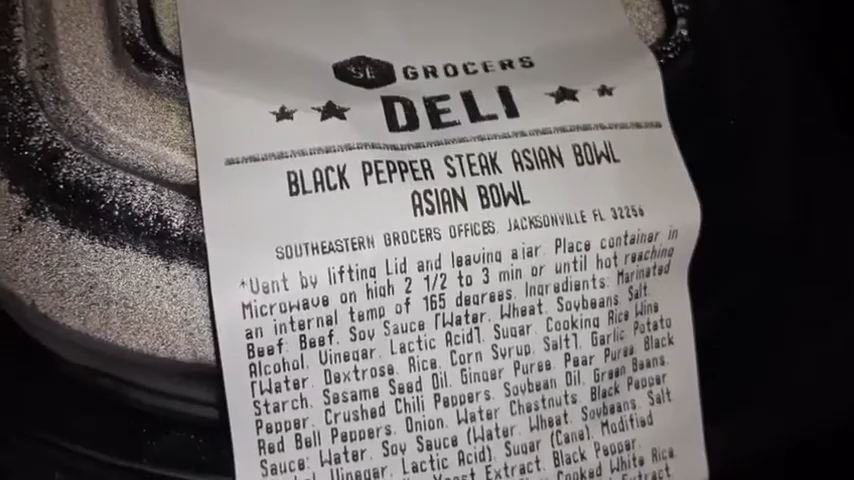 SE GROCERS
DELI
BLACK PEPPER STEAK ASIAN BOWL
ASIAN BOWL
SOUTHEASTERN GROCERS OFFICES, JACKSONVILLE FL 32256
*Vent by lifting Lid and leaving ajar. Place container in
Microwave on high 2 1/2 to 3 min or until hot reaching
an internal temp of 165 degrees. Ingredients: Marinated
Beef: Beef, Soy Sauce [Water, Wheat, Soybeans Salt
Alcohol, Vinegar, Lactic Acid], Sugar, Cooking Rice Wine
[Water, Dextrose, Rice, Corn Syrup, Salt], Garlic, Potato
Starch, Sesame Seed Oil, Ginger Puree, Pear Puree, Black
Pepper, Crushed Chili Peppers, Soybean Oil, Green Beans,
Red Bell Peppers, Onion, Water Chestnuts, Black Pepper
Sauce: Water, Soy Sauce (Water, Wheat, Soybeans, Salt
Vinegar, Lactic Acid), Sugar (Cane), Modified
Yeast Extract, Black Pepper,
Cooked White Rice
Extract,